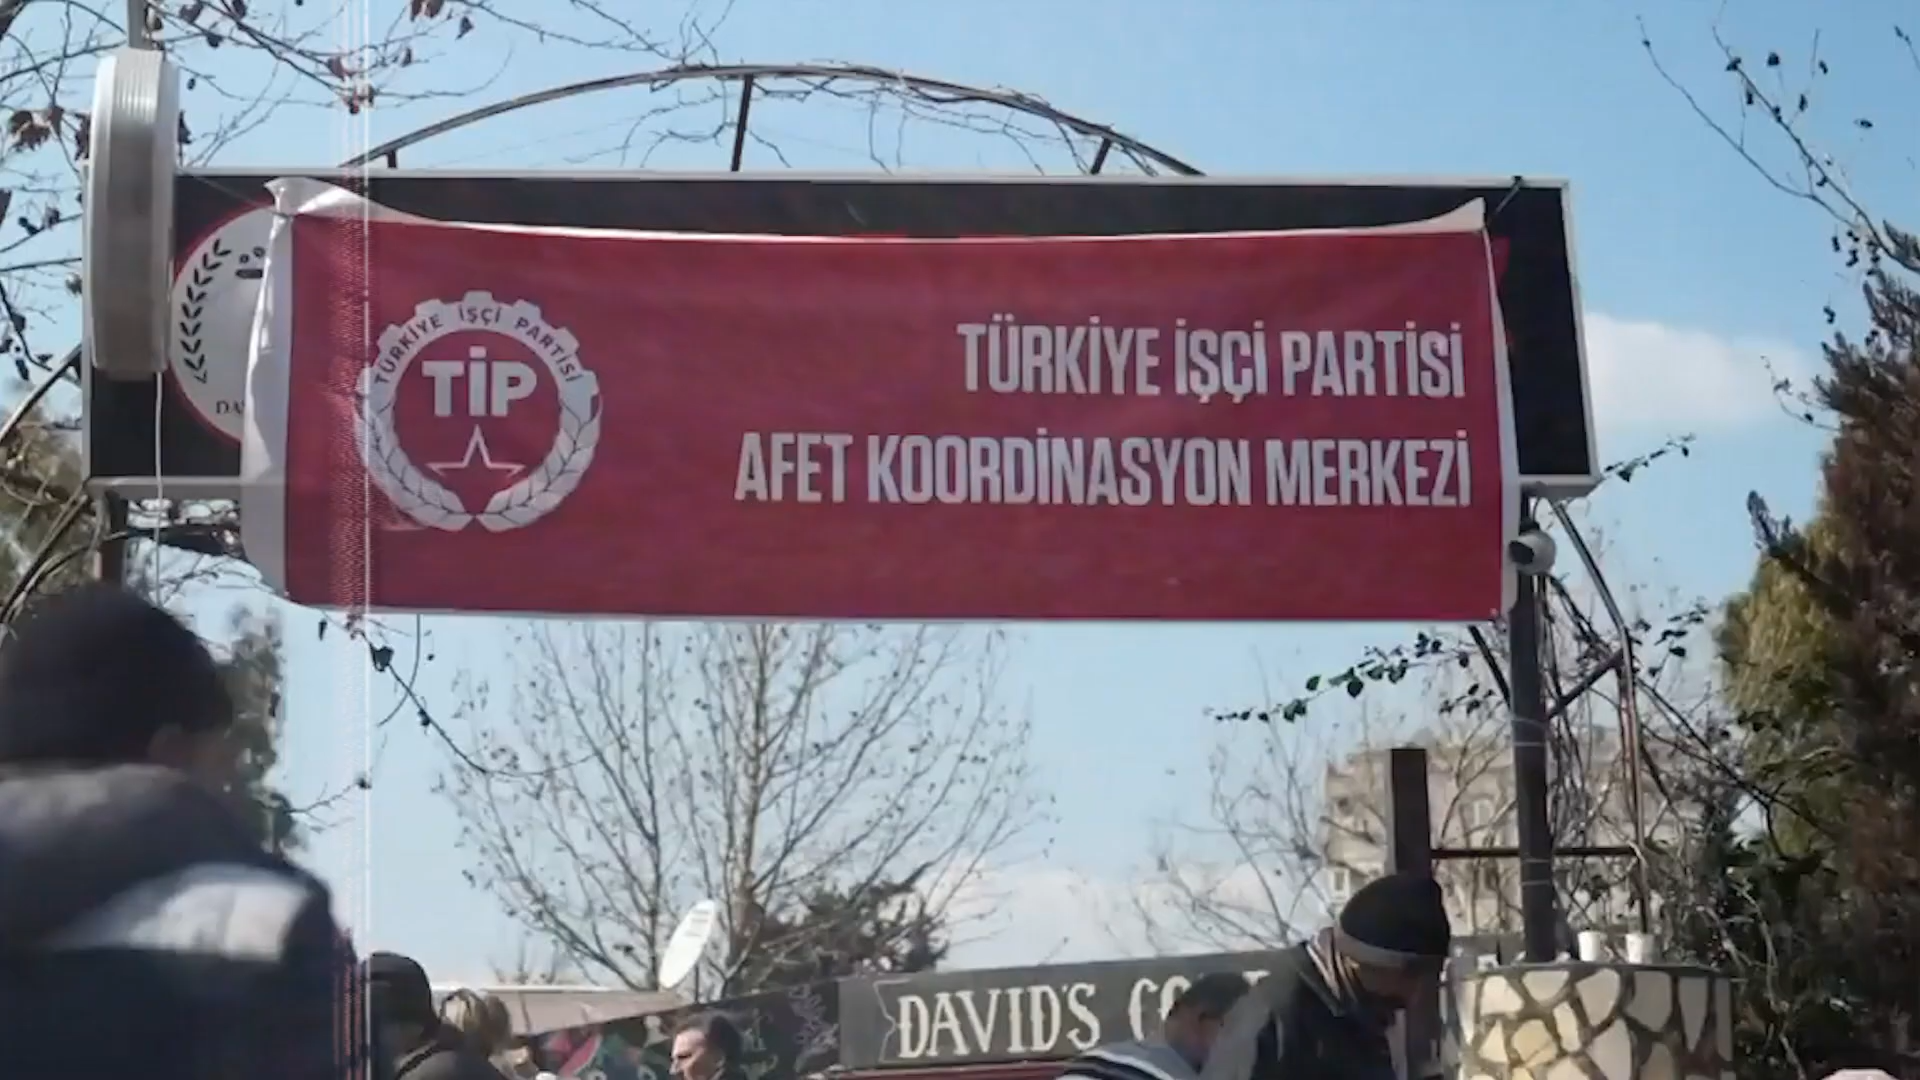 TÜRKİYE İŞÇİ PARTİSİ
TİP
TÜRKİYE İŞÇİ PARTİSİ
AFET KOORDİNASYON MERKEZİ
DAVID'S